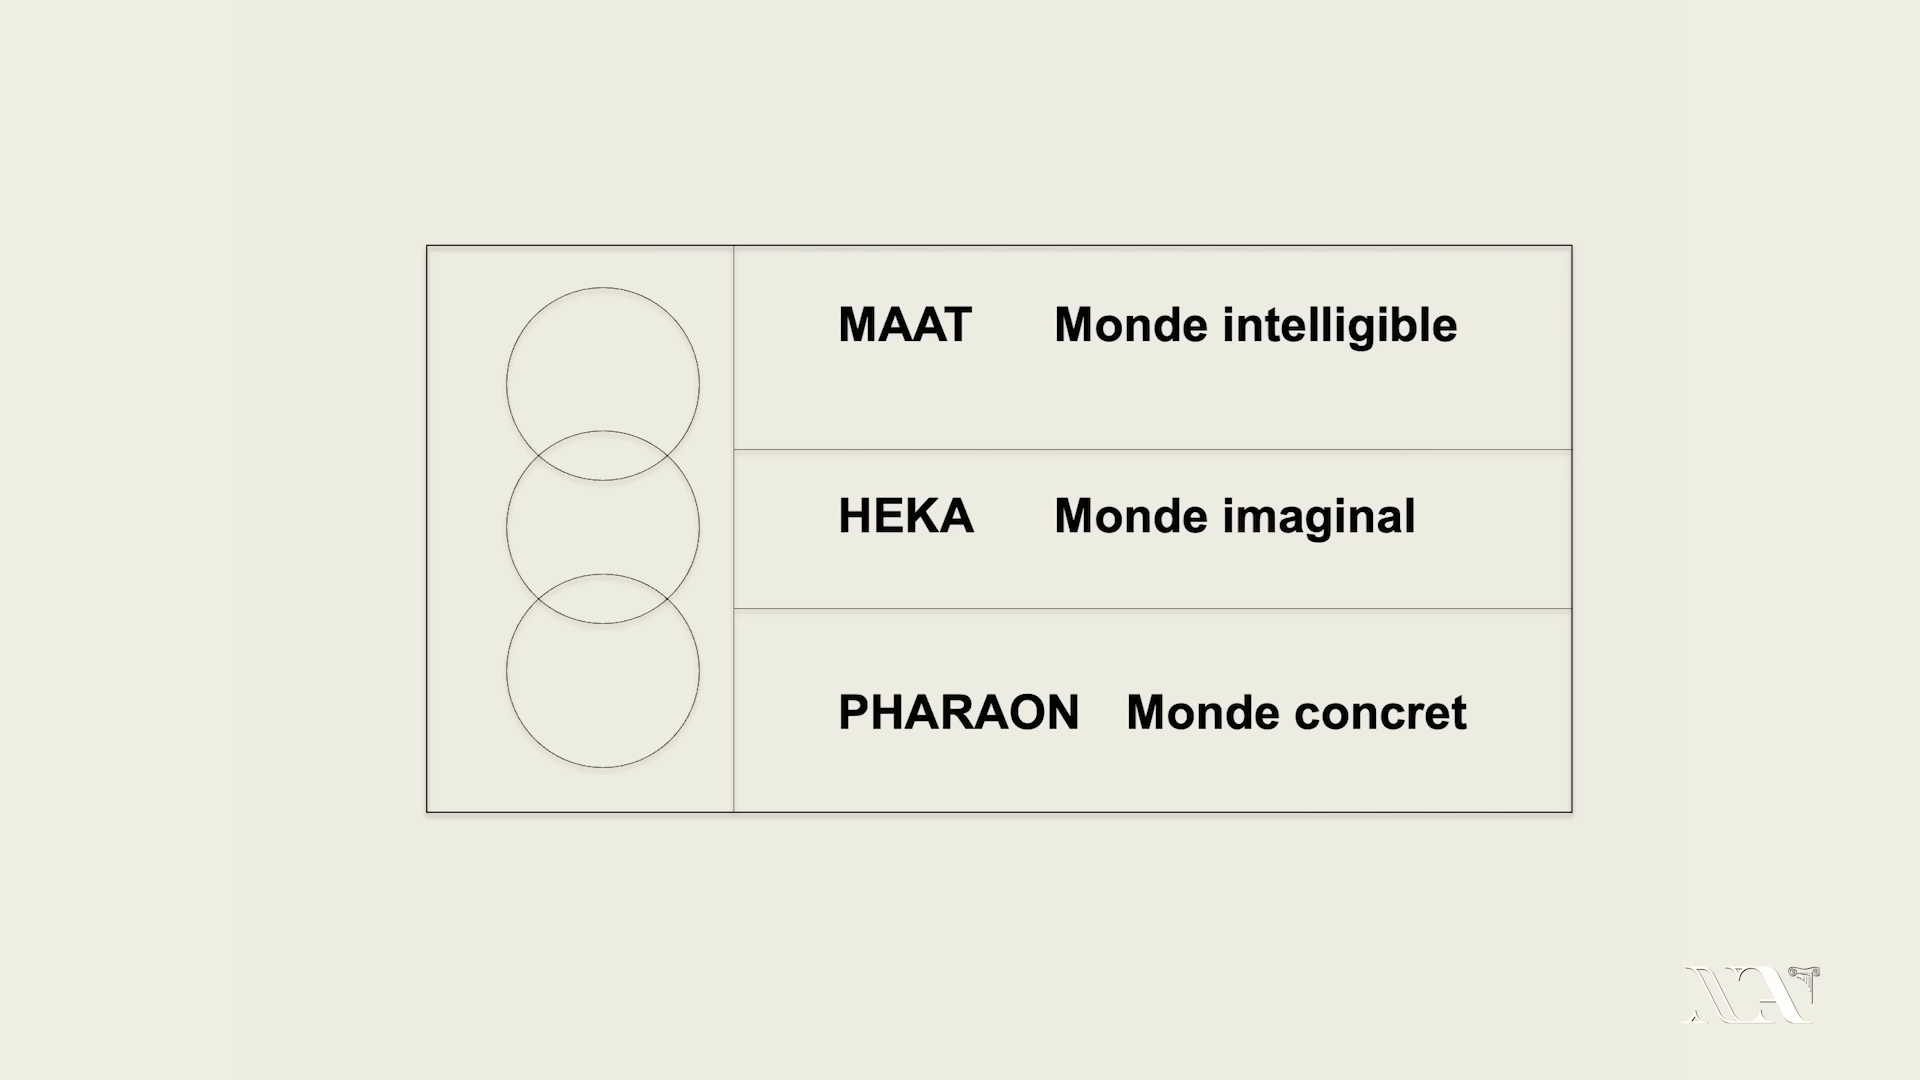 MAAT Monde intelligible
HEKA Monde imaginal
PHARAON Monde concret